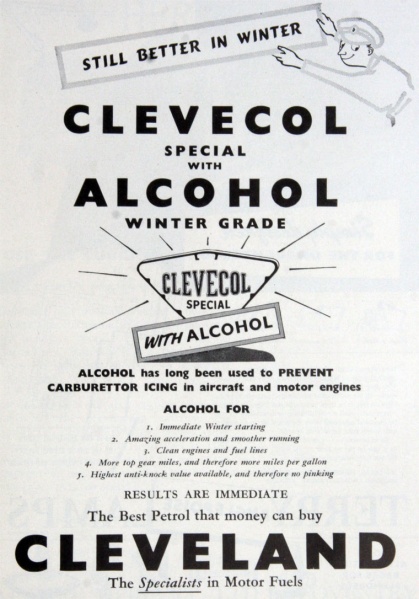 STILL BETTER IN WINTER
CLEVECOL
SPECIAL
WITH
ALCOHOL
WINTER GRADE
CLEVECOL
SPECIAL
WITH ALCOHOL
ALCOHOL has long been used to PREVENT
CARBURETTOR ICING in aircraft and motor engines
ALCOHOL FOR
1. Immediate Winter starting
2. Amazing acceleration and smoother running
3. Clean engines and fuel lines
4. More top gear miles, and therefore more miles per gallon
5. Highest anti-knock value available, and therefore no pinking
RESULTS ARE IMMEDIATE
The Best Petrol that money can buy
CLEVELAND
The Specialists in Motor Fuels